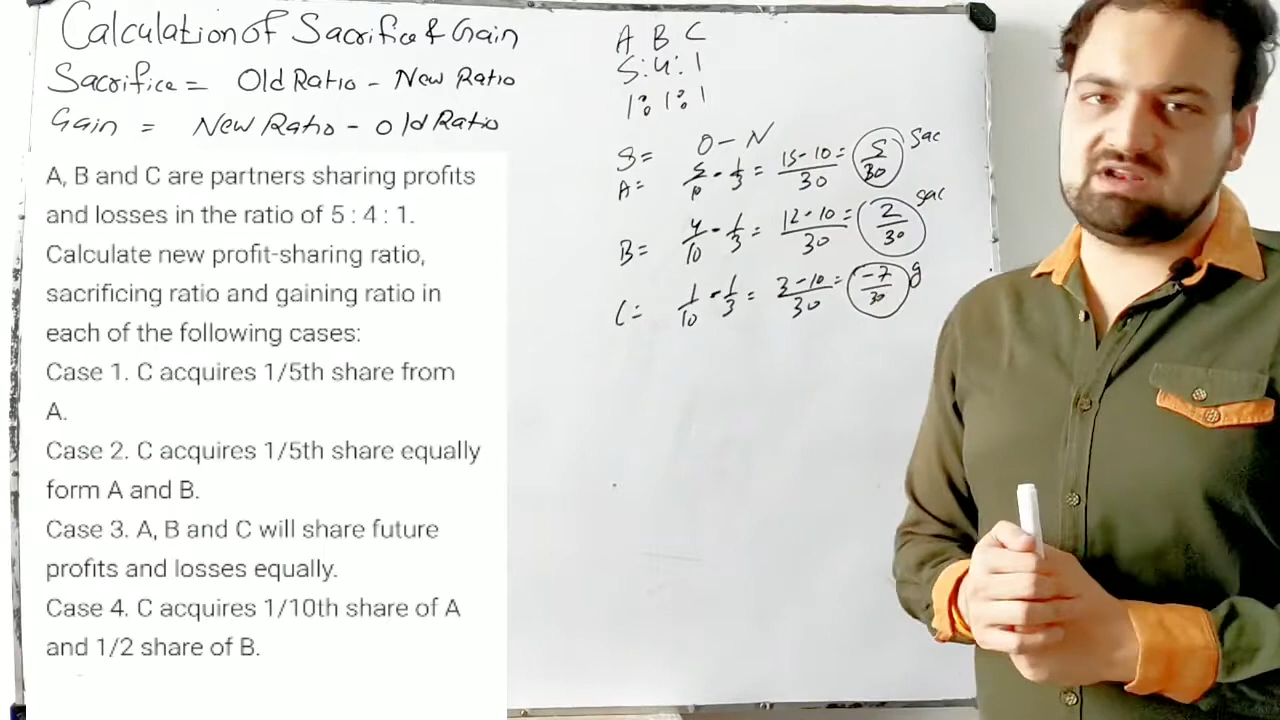 Calculation of Sacrifice & Gain
Sacrifice = Old Ratio - New Ratio
Gain = New Ratio - Old Ratio
A, B and C are partners sharing profits
and losses in the ratio of 5 : 4 : 1.
Calculate new profit-sharing ratio,
sacrificing ratio and gaining ratio in
each of the following cases:
Case 1. C acquires 1/5th share from
A.
Case 2. C acquires 1/5th share equally
form A and B.
Case 3. A, B and C will share future
profits and losses equally.
Case 4. C acquires 1/10th share of A
and 1/2 share of B.
A B C
5:4:1
1:1:1
S= O-N
A= 5/10 - 1/3 = 15-10/30 = 5/30 sac
B= 4/10 - 1/3 = 12-10/30 = 2/30 sac
C= 1/10 - 1/3 = 3-10/30 = -7/30 g